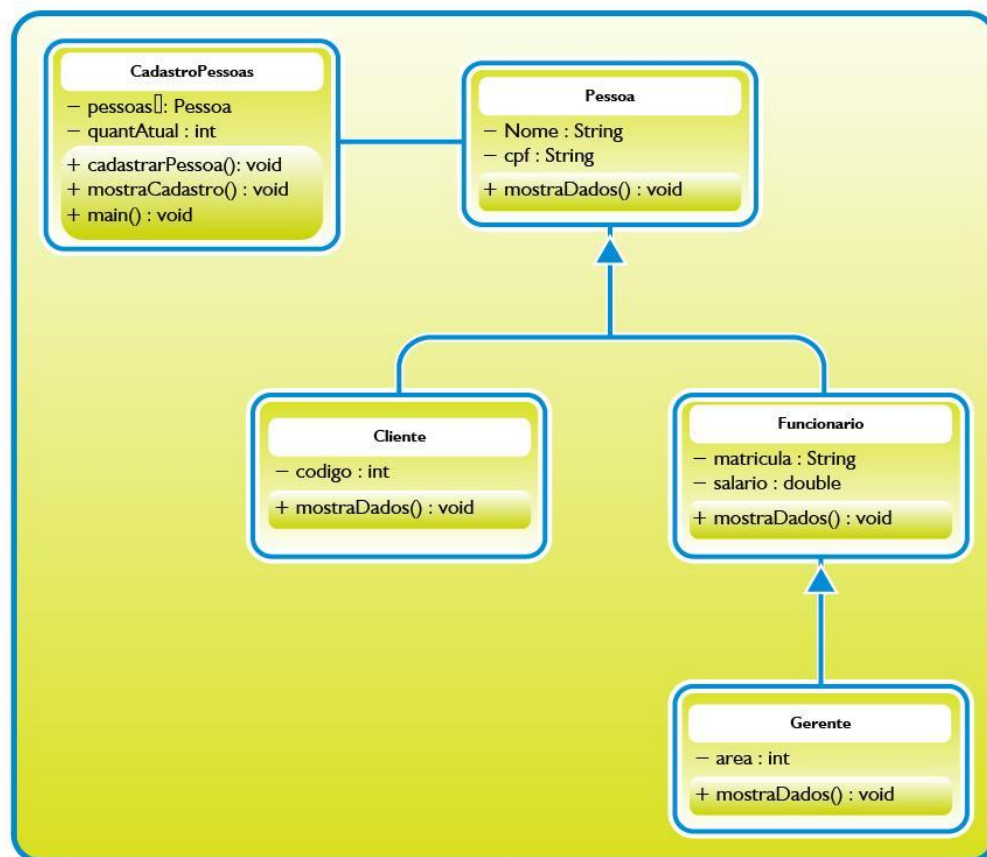 CadastroPessoas
– pessoas▯: Pessoa
– quantAtual : int
+ cadastrarPessoa(): void
+ mostraCadastro() : void
+ main() : void
Pessoa
– Nome : String
– cpf : String
+ mostraDados() : void
Cliente
– codigo : int
+ mostraDados() : void
Funcionario
– matricula : String
– salario : double
+ mostraDados() : void
Gerente
– area : int
+ mostraDados() : void